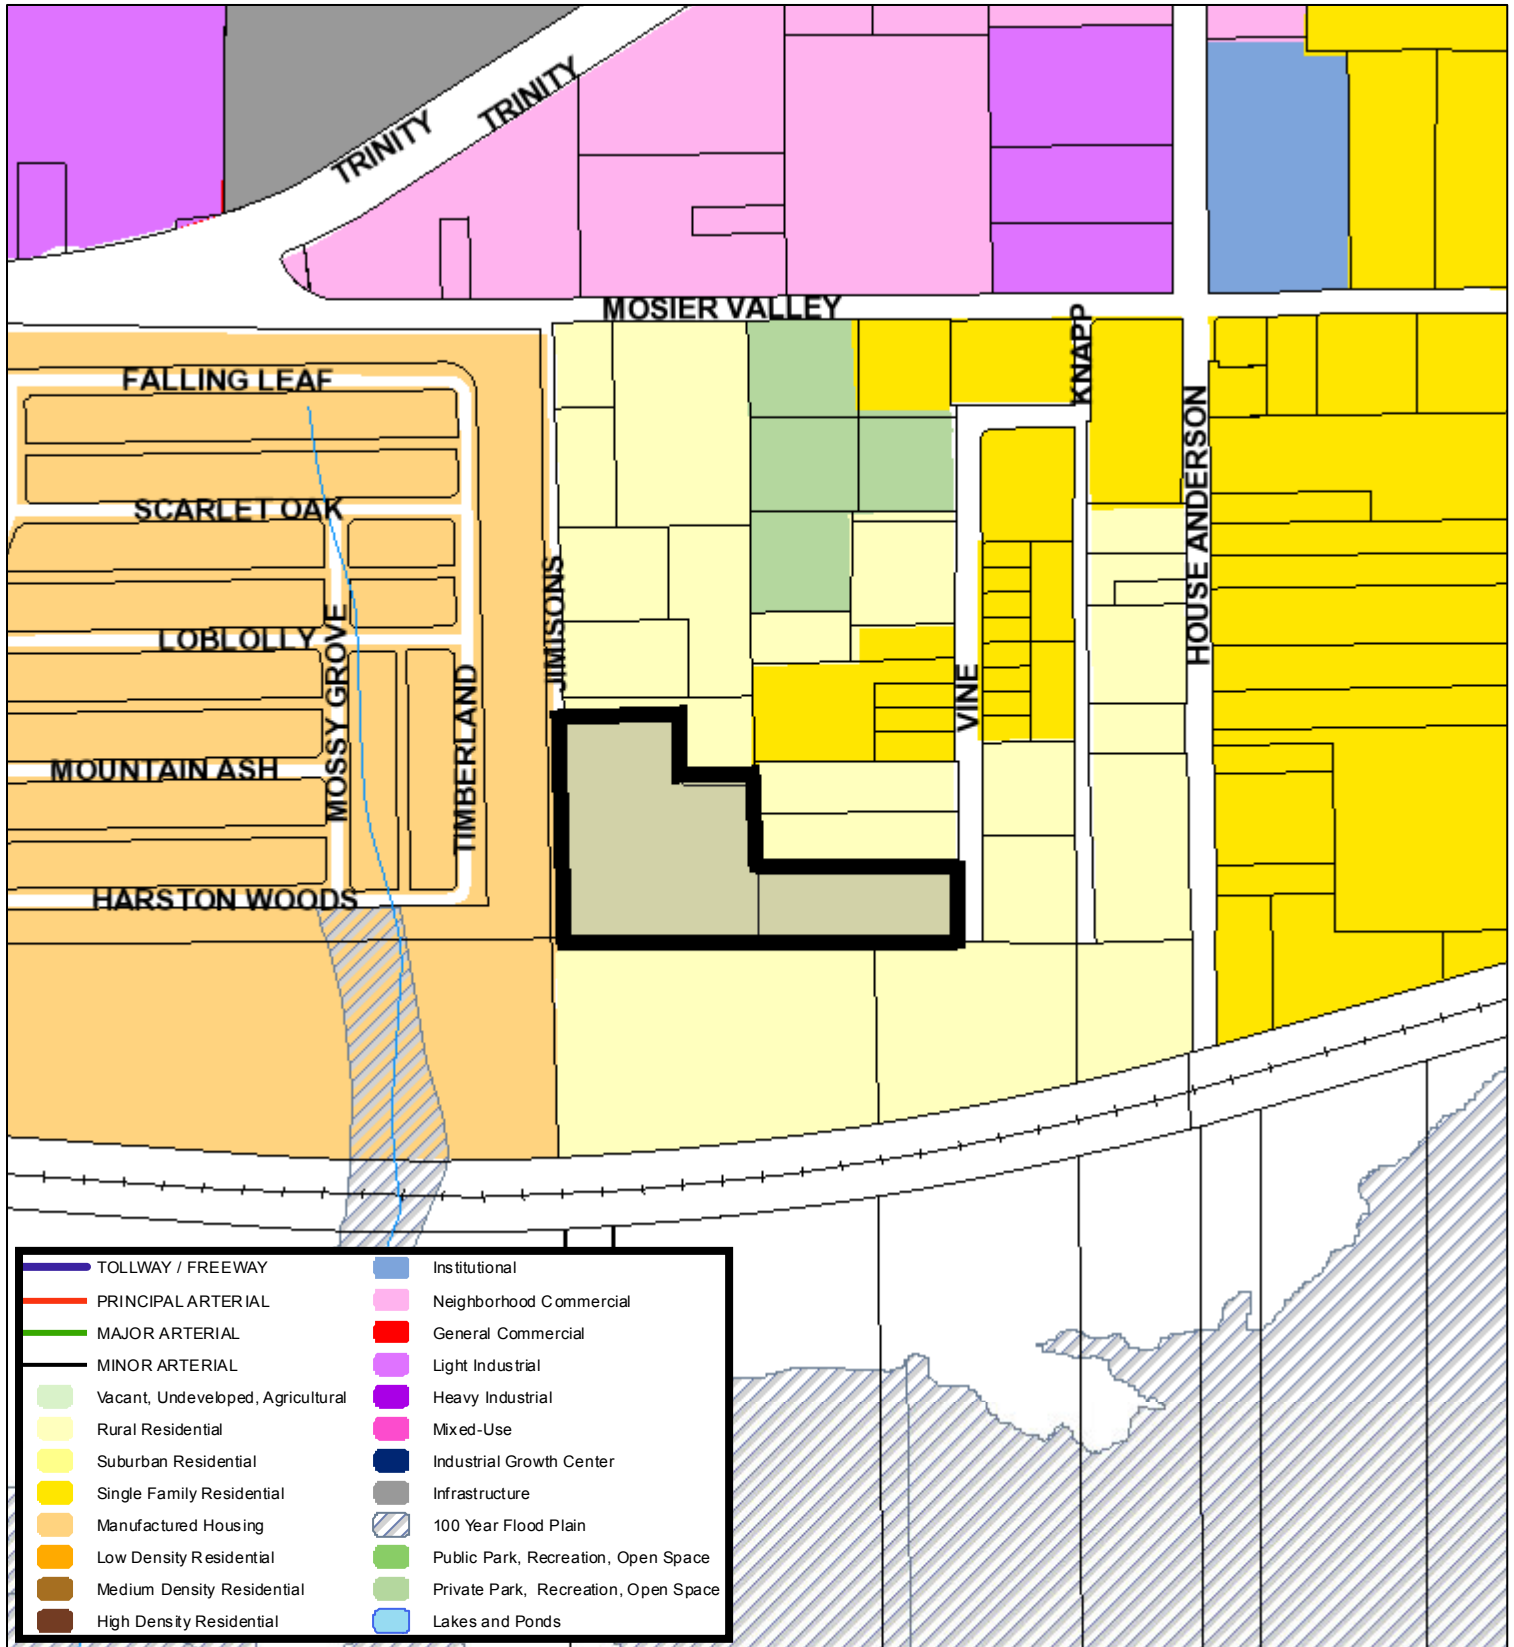 TRINITY
TRINITY
MOSIER VALLEY
KNAPP
FALLING LEAF
HOUSE ANDERSON
SCARLET OAK
JIMISONS
LOBLOLLY
MOSSY GROVE
TIMBERLAND
VINE
MOUNTAIN ASH
HARSTON WOODS
TOLLWAY / FREEWAY
PRINCIPAL ARTERIAL
MAJOR ARTERIAL
MINOR ARTERIAL
Vacant, Undeveloped, Agricultural
Rural Residential
Suburban Residential
Single Family Residential
Manufactured Housing
Low Density Residential
Medium Density Residential
High Density Residential
Institutional
Neighborhood Commercial
General Commercial
Light Industrial
Heavy Industrial
Mixed-Use
Industrial Growth Center
Infrastructure
100 Year Flood Plain
Public Park, Recreation, Open Space
Private Park, Recreation, Open Space
Lakes and Ponds